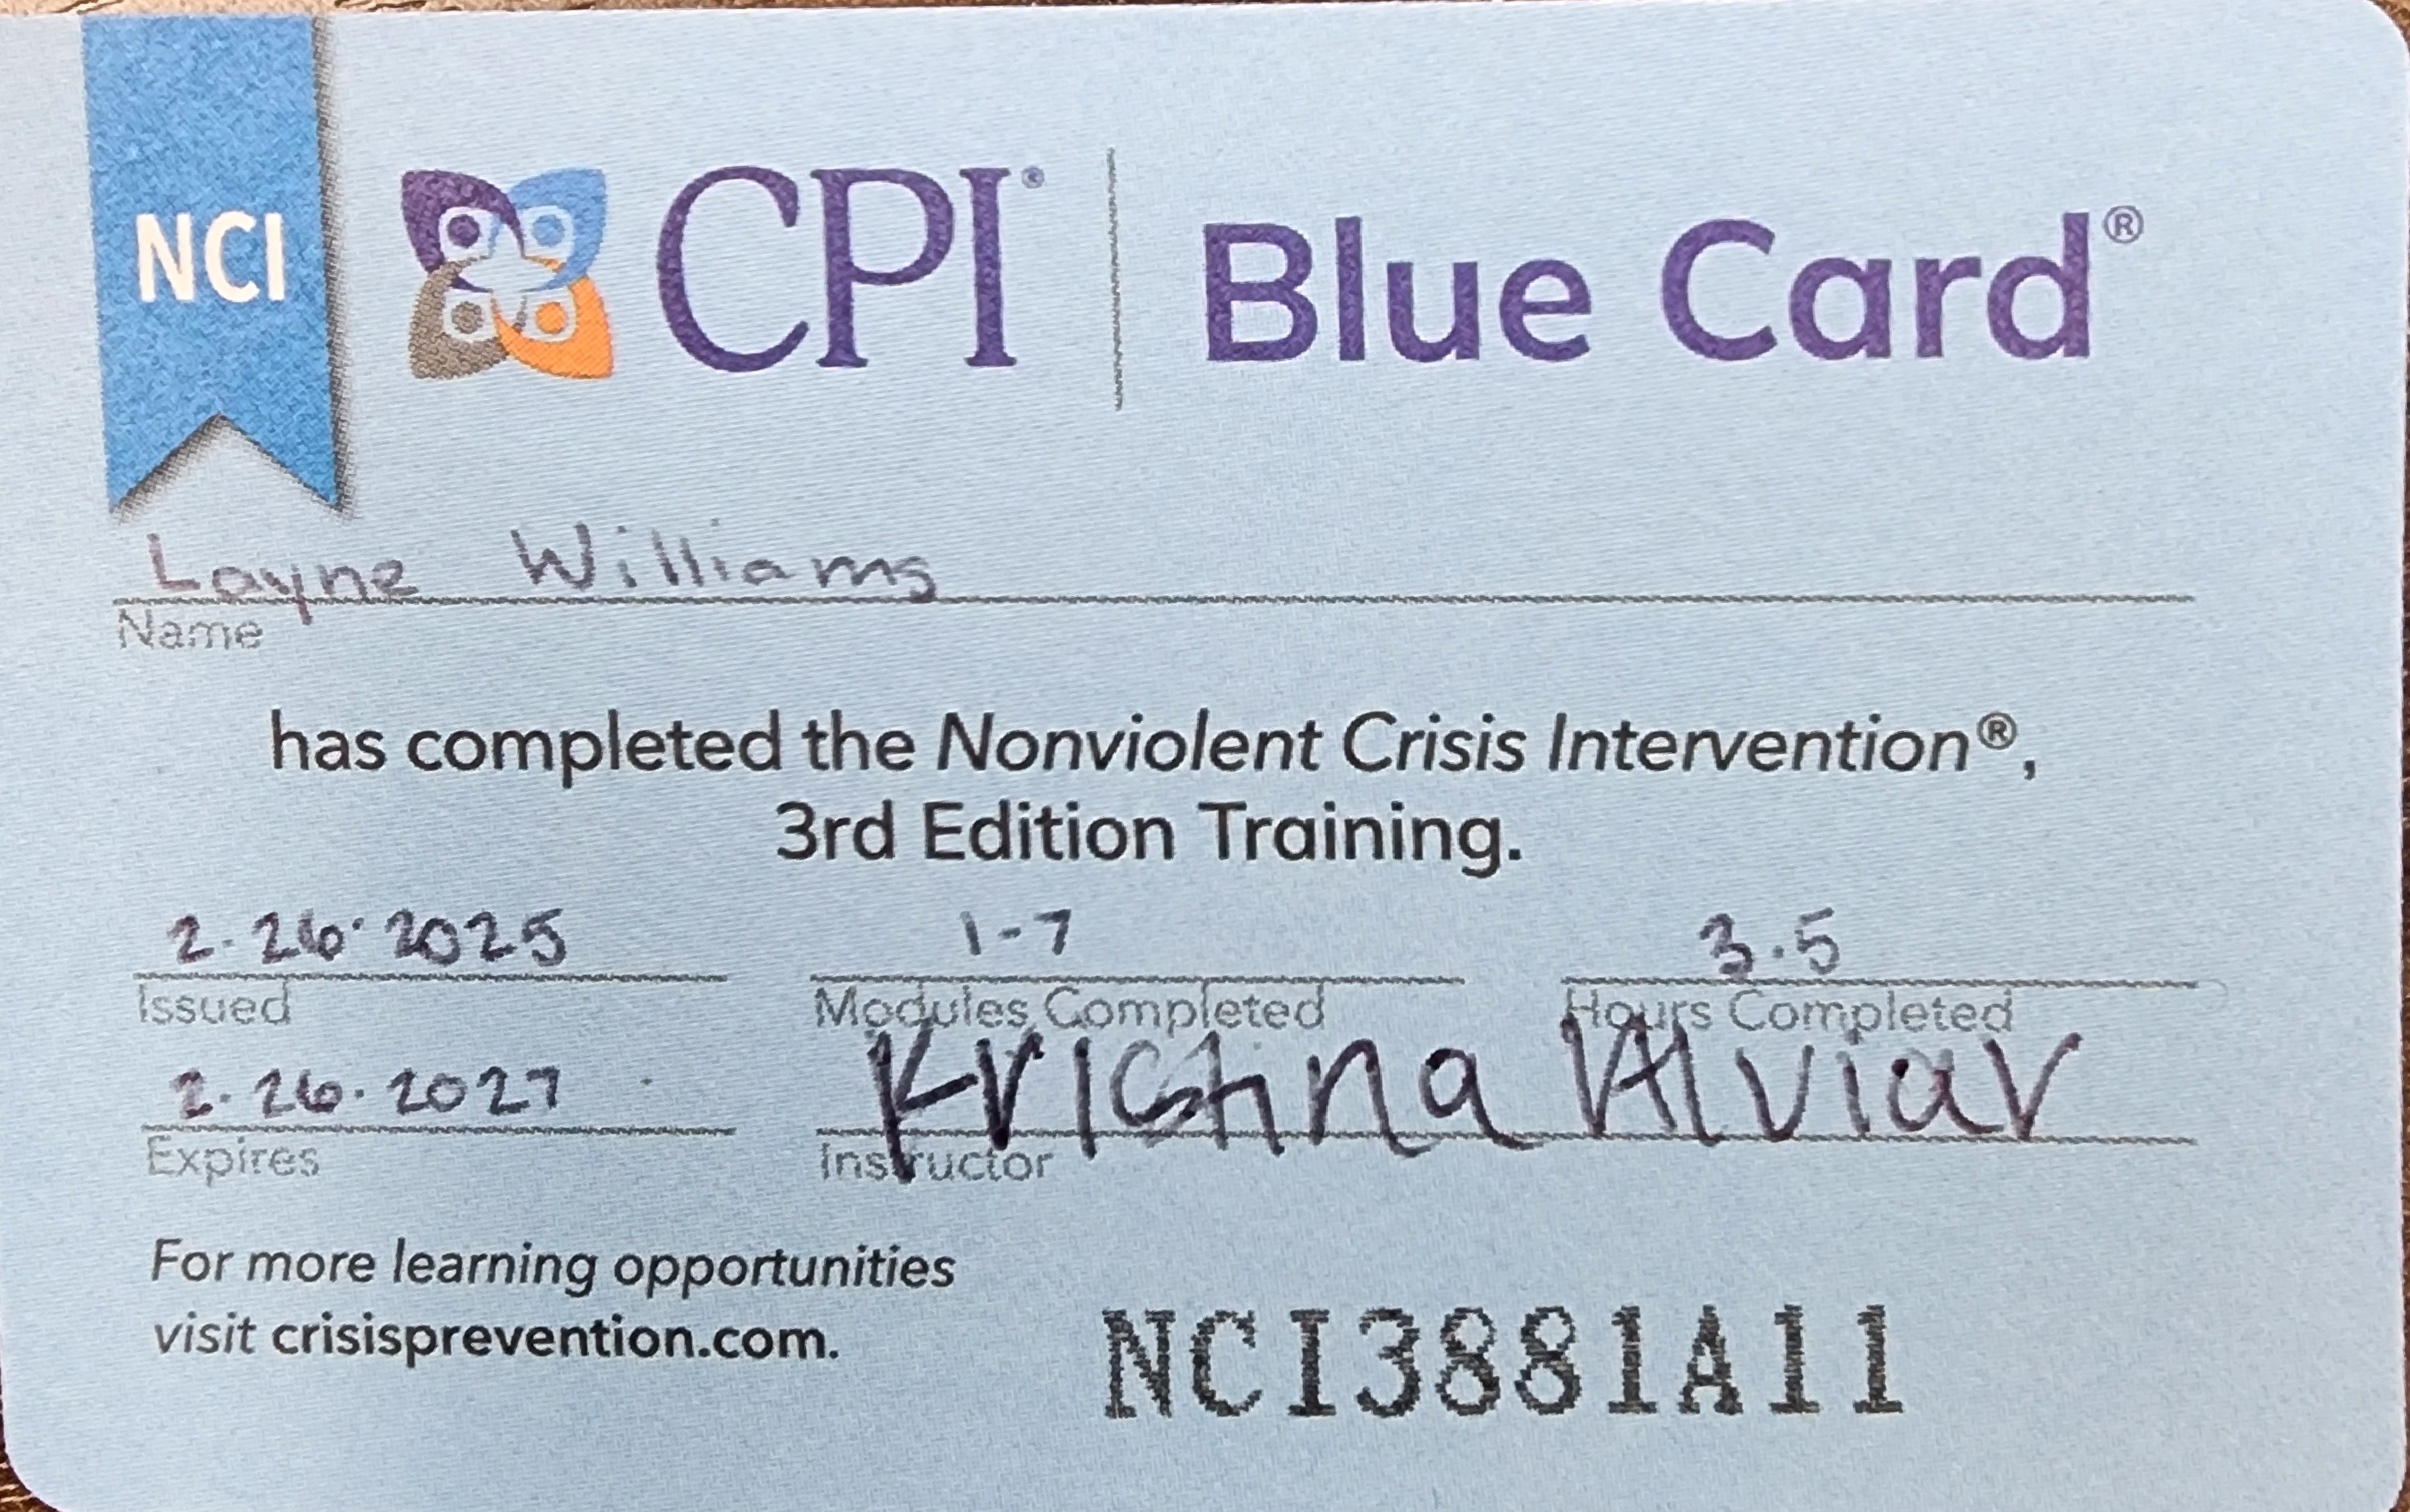 NCI
CPI® | Blue Card®
Layne Williams
Name
has completed the Nonviolent Crisis Intervention®,
3rd Edition Training.
2.26.2025 1-7 3.5
Issued Modules Completed Hours Completed
2.26.2027 Kristina Alviar
Expires Instructor
For more learning opportunities
visit crisisprevention.com.
NCI3881A11